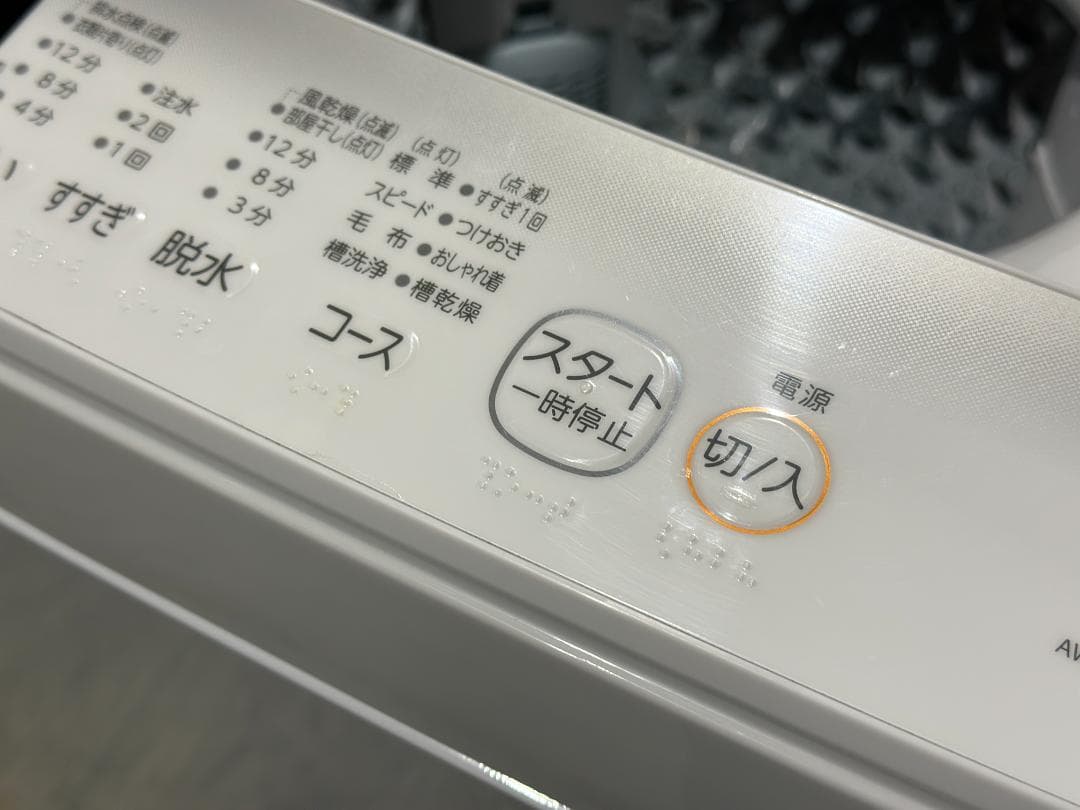 12分
8分
4分
い
注水
2回
1回
すすぎ
風乾燥(点滅)
部屋干し(点灯)
12分
8分
3分
脱水
(点灯) (点滅)
標準 すすぎ1回
スピード つけおき
毛布 おしゃれ着
槽洗浄 槽乾燥
コース
スタート
一時停止
電源
切/入
AW